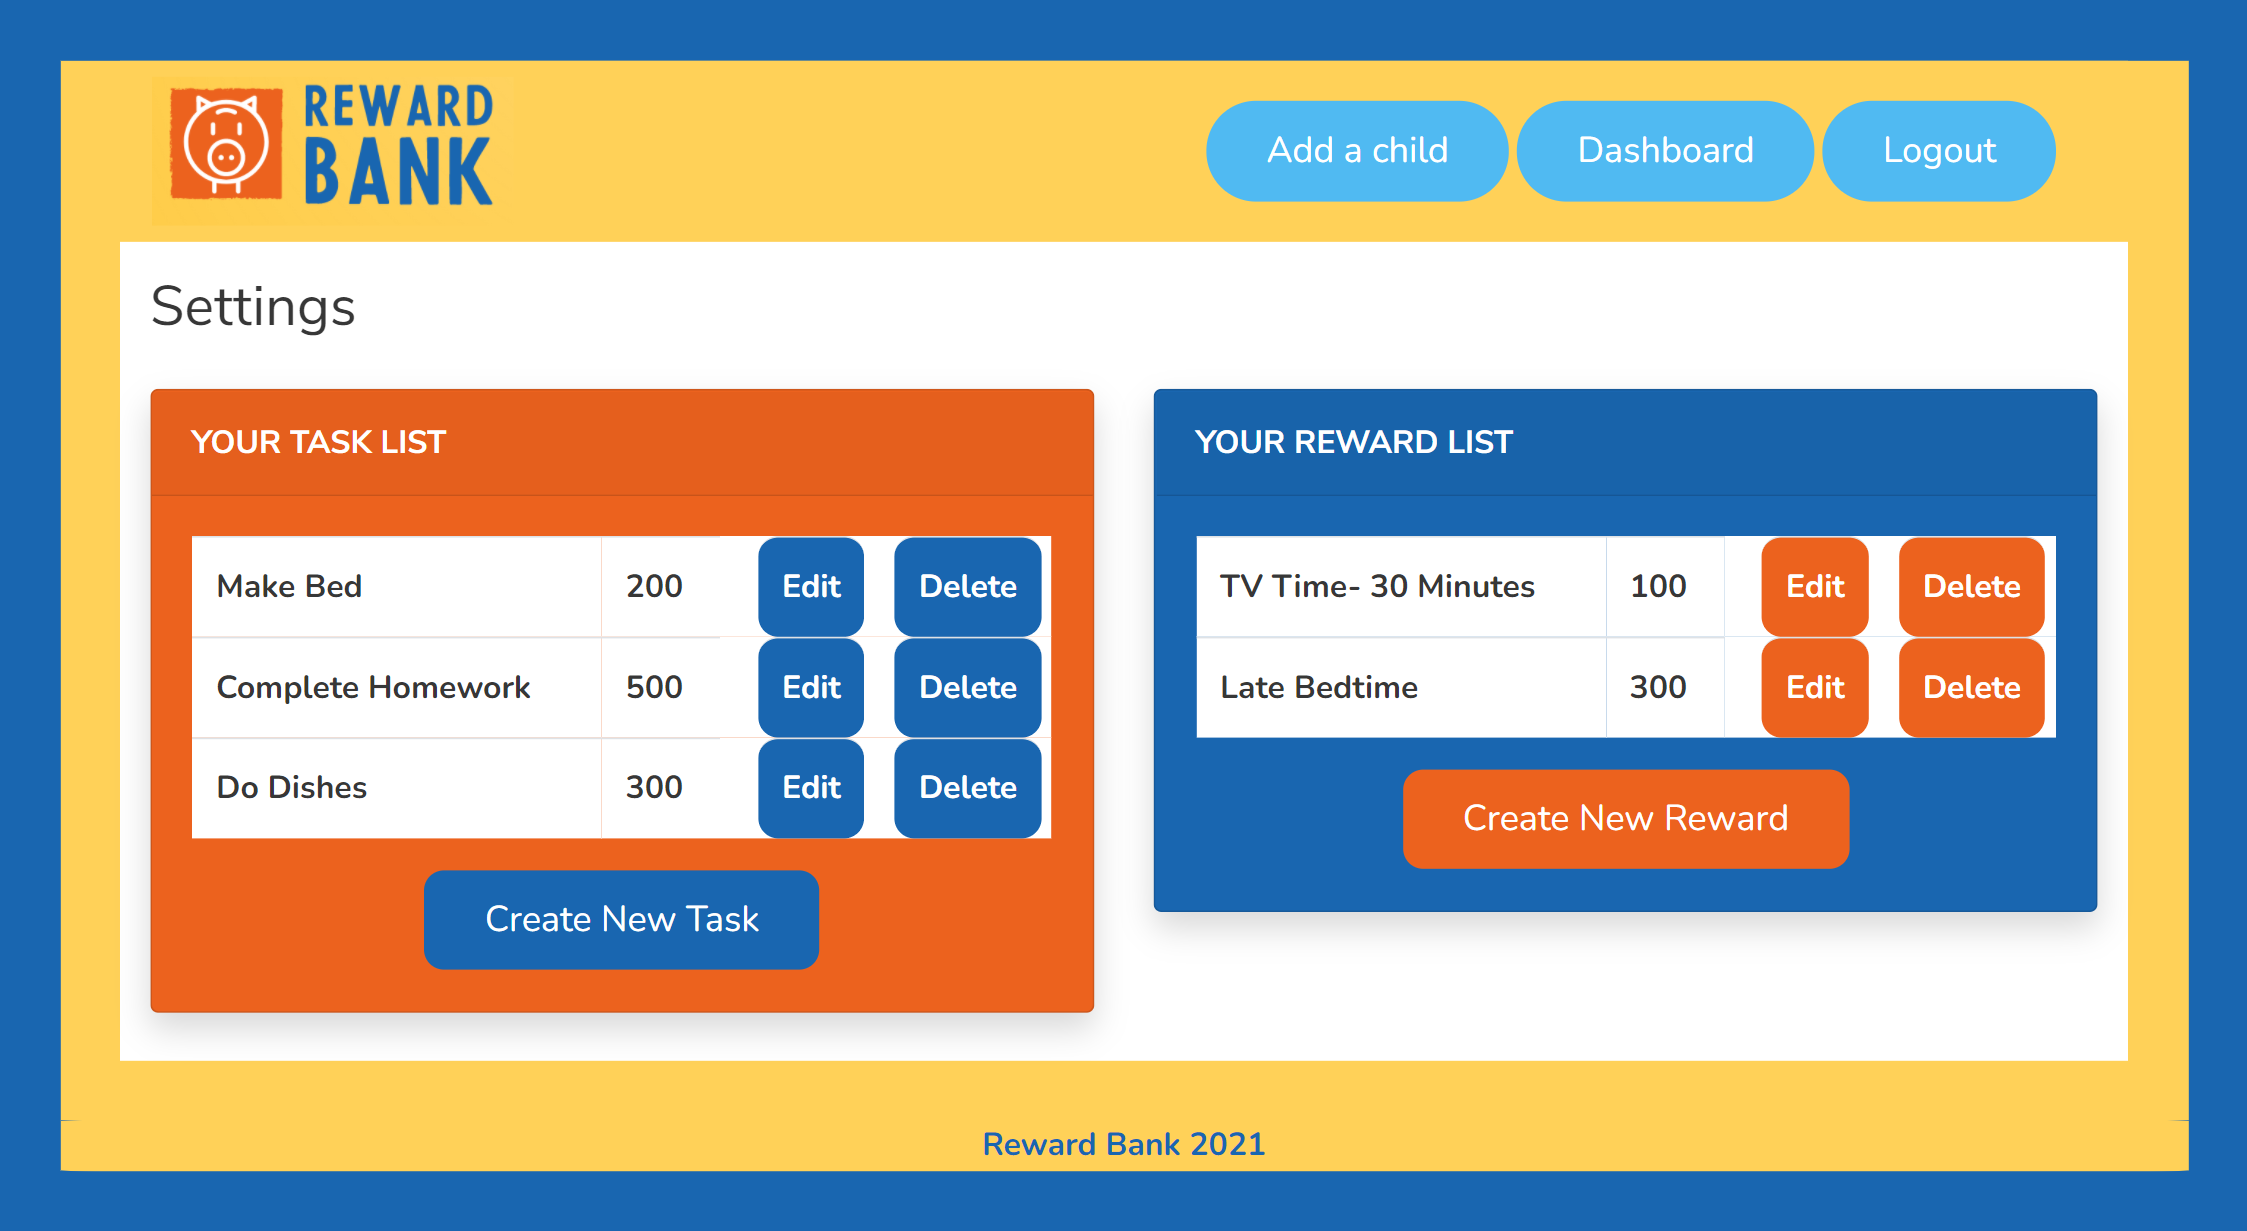 REWARD
BANK
Add a child Dashboard Logout
Settings
YOUR TASK LIST
Make Bed 200 Edit Delete
Complete Homework 500 Edit Delete
Do Dishes 300 Edit Delete
Create New Task
YOUR REWARD LIST
TV Time- 30 Minutes 100 Edit Delete
Late Bedtime 300 Edit Delete
Create New Reward
Reward Bank 2021